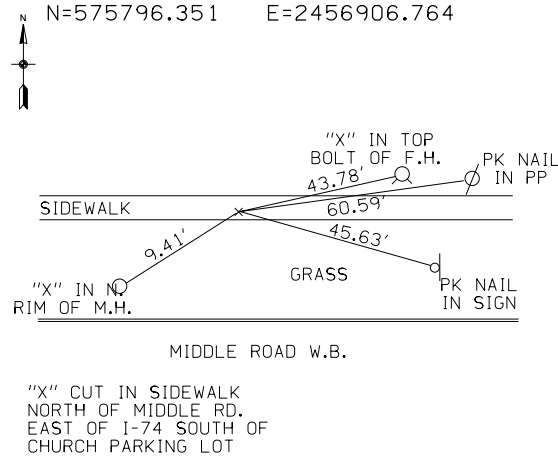 N=575796.351 E=2456906.764
N
"X" IN TOP
BOLT OF F.H.
PK NAIL
IN PP
43.78'
60.59'
SIDEWALK
45.63'
9.41'
GRASS
"X" IN N.
RIM OF M.H.
PK NAIL
IN SIGN
MIDDLE ROAD W.B.
"X" CUT IN SIDEWALK
NORTH OF MIDDLE RD.
EAST OF I-74 SOUTH OF
CHURCH PARKING LOT